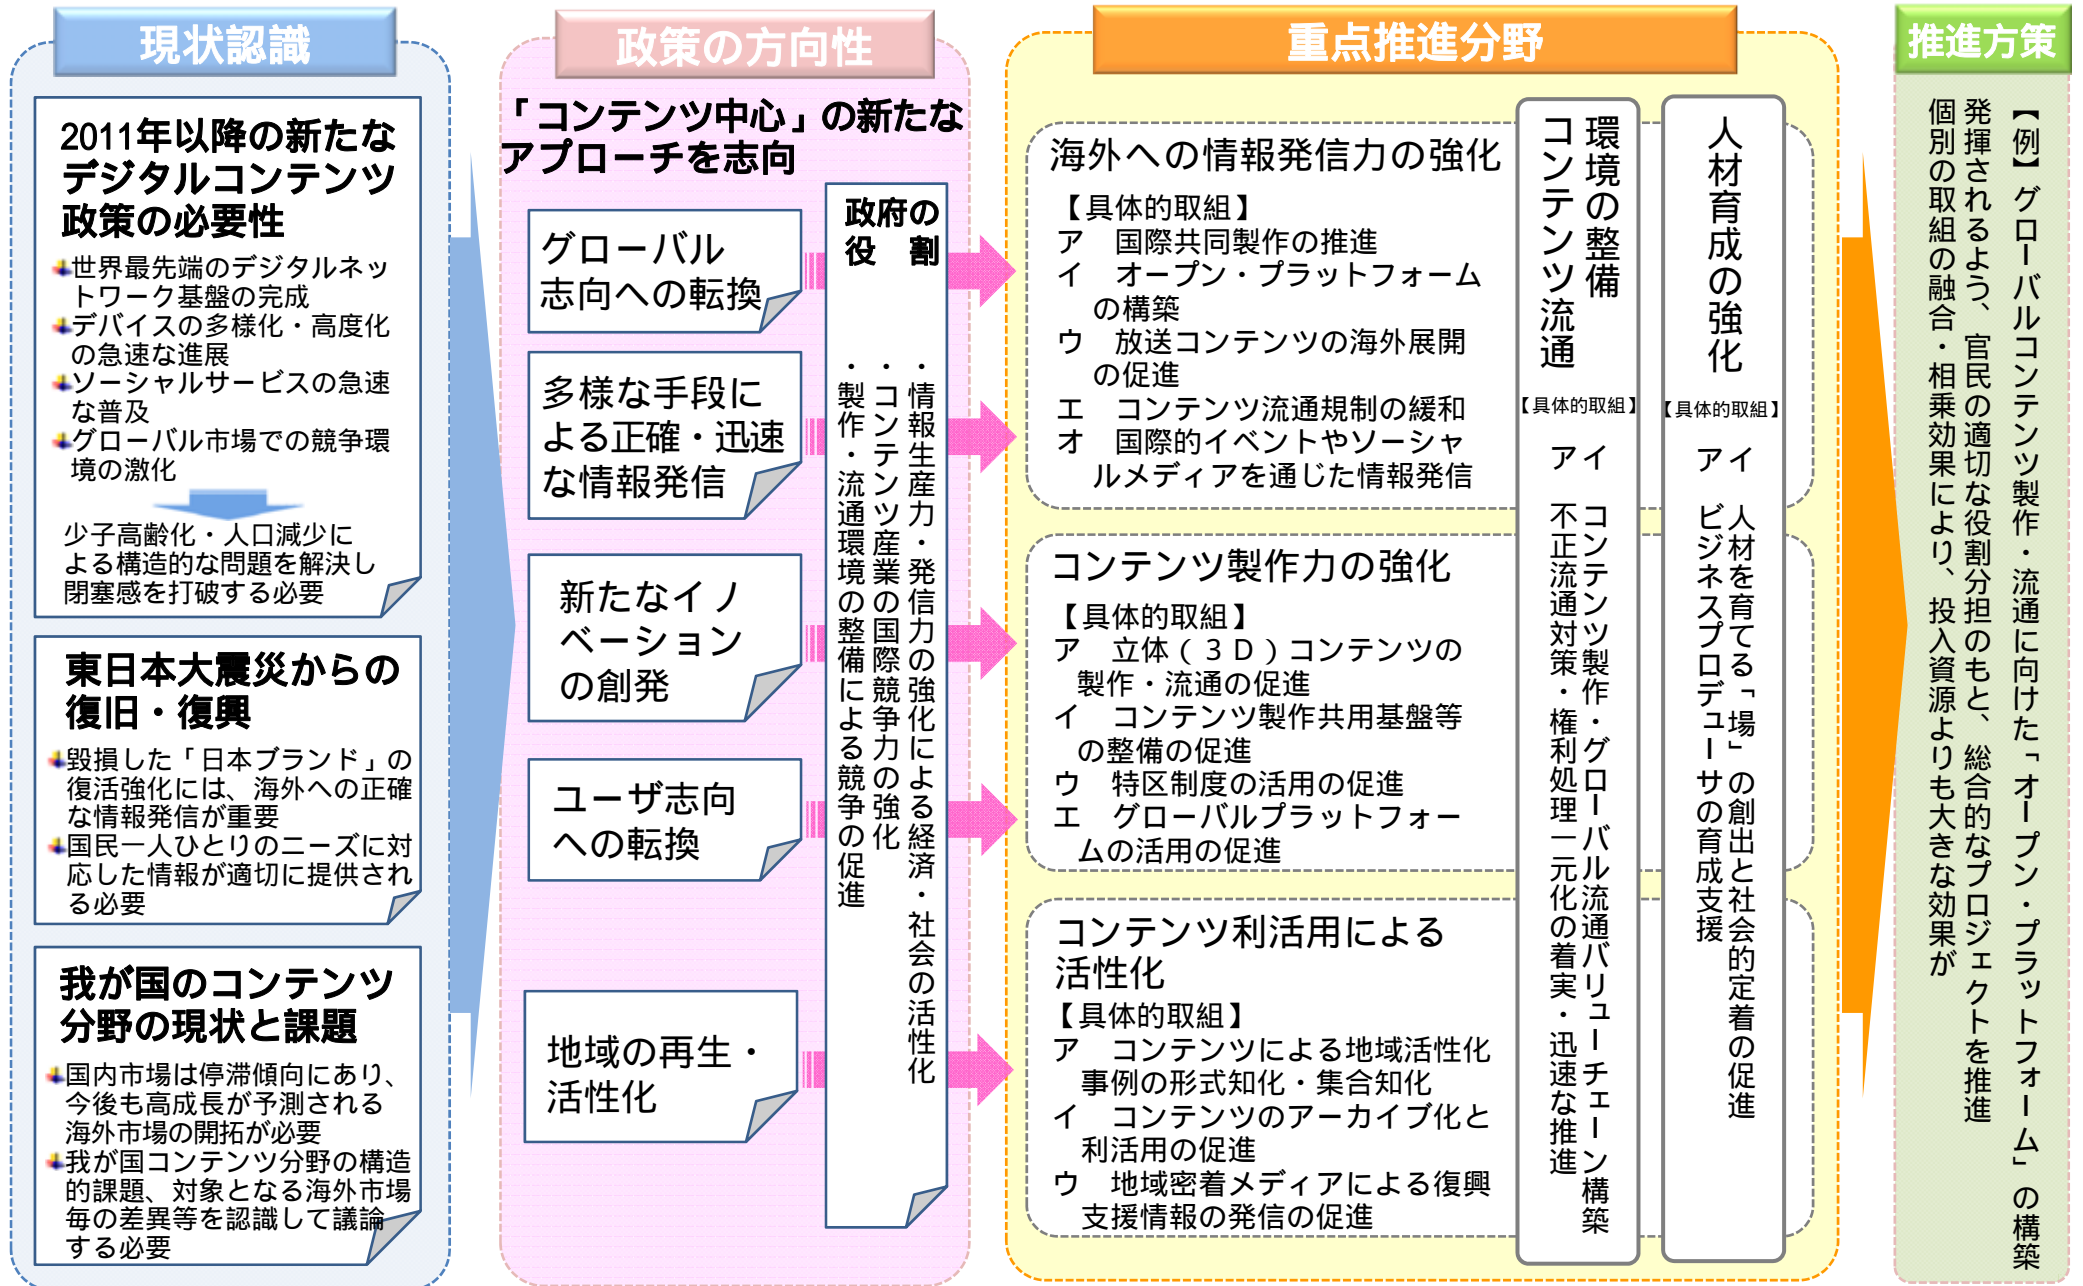 現状認識
2011年以降の新たな
デジタルコンテンツ
政策の必要性
世界最先端のデジタルネッ
トワーク基盤の完成
デバイスの多様化・高度化
の急速な進展
ソーシャルサービスの急速
な普及
グローバル市場での競争環
境の激化
少子高齢化・人口減少に
よる構造的な問題を解決し
閉塞感を打破する必要
東日本大震災からの
復旧・復興
毀損した「日本ブランド」の
復活強化には、海外への正確
な情報発信が重要
国民一人ひとりのニーズに対
応した情報が適切に提供され
る必要
我が国のコンテンツ
分野の現状と課題
国内市場は停滞傾向にあり、
今後も高成長が予測される
海外市場の開拓が必要
我が国コンテンツ分野の構造
的課題、対象となる海外市場
毎の差異等を認識して議論
する必要
政策の方向性
「コンテンツ中心」の新たな
アプローチを志向
グローバル
志向への転換
多様な手段に
よる正確・迅速
な情報発信
新たなイノ
ベーション
の創発
ユーザ志向
への転換
地域の再生・
活性化
政府の
役 割
・情報生産力・発信力の強化による経済・社会の活性化
・コンテンツ産業の国際競争力の強化
・製作・流通環境の整備による競争の促進
重点推進分野
海外への情報発信力の強化
【具体的取組】
ア 国際共同製作の推進
イ オープン・プラットフォーム
の構築
ウ 放送コンテンツの海外展開
の促進
エ コンテンツ流通規制の緩和
オ 国際的イベントやソーシャ
ルメディアを通じた情報発信
コンテンツ製作力の強化
【具体的取組】
ア 立体(3D)コンテンツの
製作・流通の促進
イ コンテンツ製作共用基盤等
の整備の促進
ウ 特区制度の活用の促進
エ グローバルプラットフォー
ムの活用の促進
コンテンツ利活用による
活性化
【具体的取組】
ア コンテンツによる地域活性化
事例の形式知化・集合知化
イ コンテンツのアーカイブ化と
利活用の促進
ウ 地域密着メディアによる復興
支援情報の発信の促進
環境の整備
コンテンツ流通
【具体的取組】
イ コンテンツ製作・グローバル流通バリューチェーン構築
ア 不正流通対策・権利処理一元化の着実・迅速な推進
人材育成の強化
【具体的取組】
イ 人材を育てる「場」の創出と社会的定着の促進
ア ビジネスプロデューサの育成支援
推進方策
【例】グローバルコンテンツ製作・流通に向けた「オープン・プラットフォーム」の構築
発揮されるよう、官民の適切な役割分担のもと、総合的なプロジェクトを推進
個別の取組の融合・相乗効果により、投入資源よりも大きな効果が